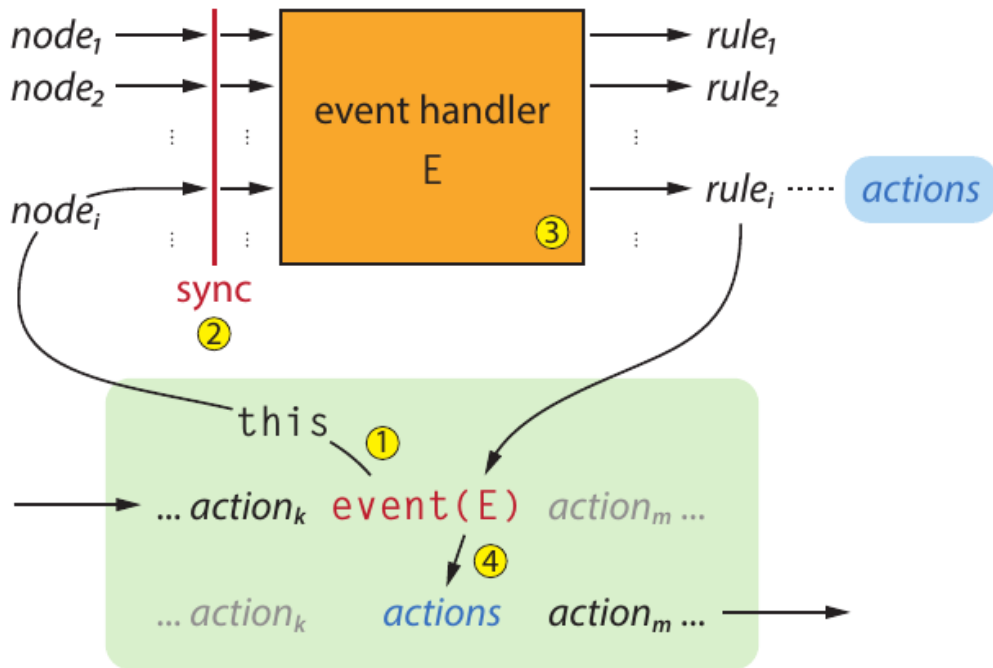 node₁ rule₁
node₂ event handler rule₂
E
nodeᵢ ruleᵢ actions
③
sync
②
this
①
... actionₖ event(E) actionₘ ...
④
... actionₖ actions actionₘ ...